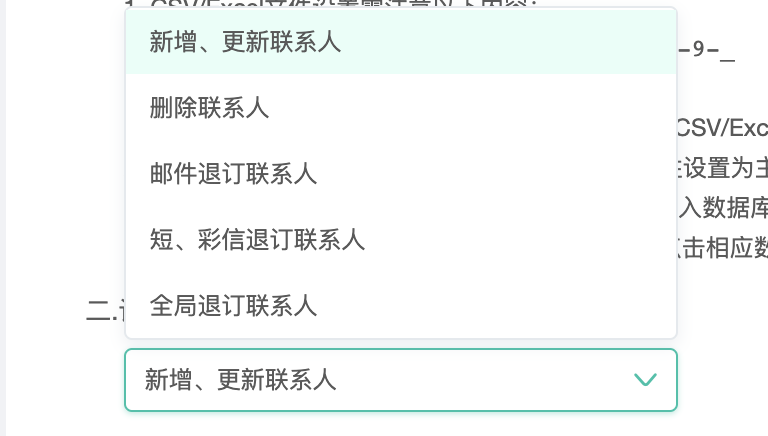 新增、更新联系人
-9-_
删除联系人
CSV/Exc
邮件退订联系人
设置为主
入数据库
短、彩信退订联系人
击相应数
全局退订联系人
二.
新增、更新联系人